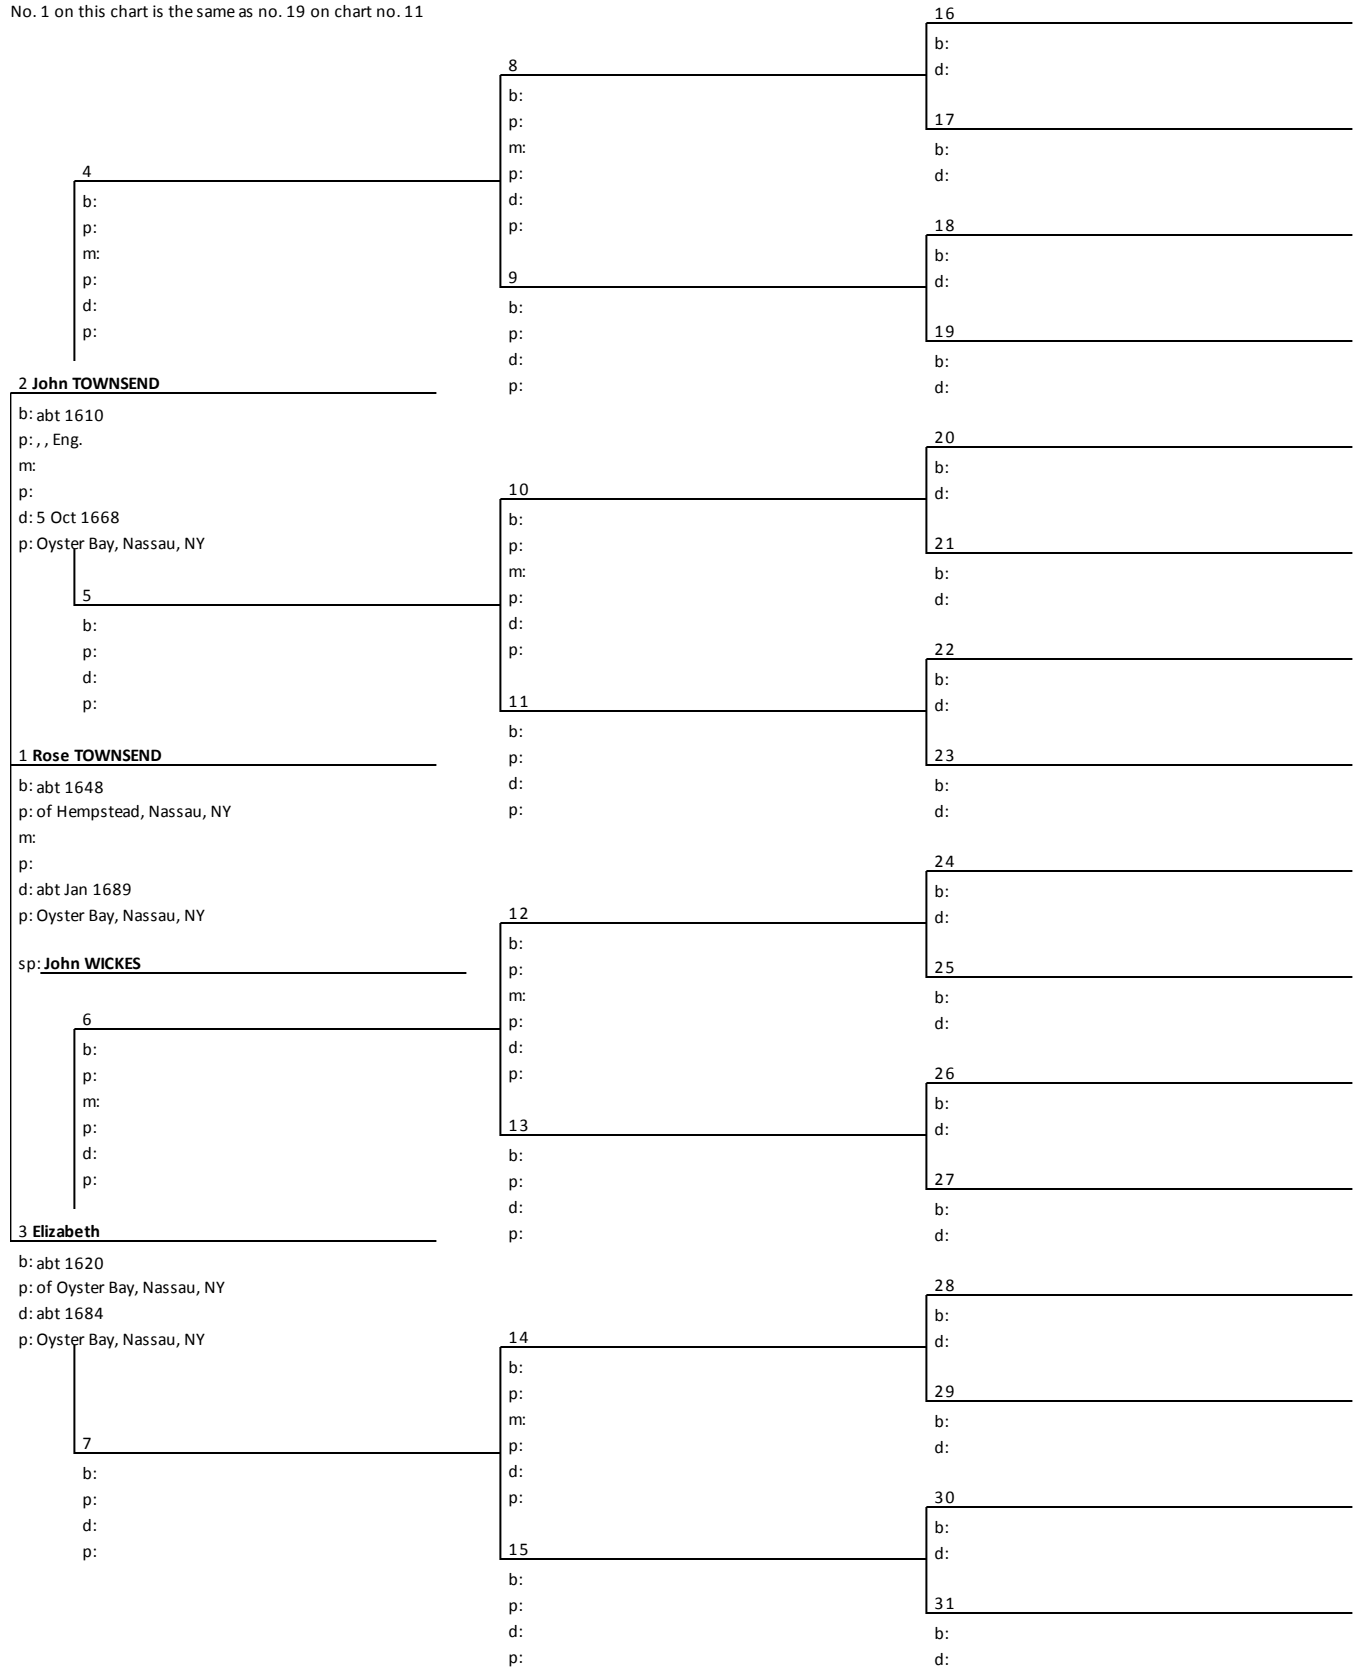 No. 1 on this chart is the same as no. 19 on chart no. 11
16
b:
d:
8
b:
p:
m:
p:
d:
p:
17
b:
d:
4
b:
p:
m:
p:
d:
p:
18
b:
d:
9
b:
p:
d:
p:
19
b:
d:
2 John TOWNSEND
b: abt 1610
p: , , Eng.
m:
p:
d: 5 Oct 1668
p: Oyster Bay, Nassau, NY
20
b:
d:
10
b:
p:
m:
p:
d:
p:
21
b:
d:
5
b:
p:
d:
p:
22
b:
d:
11
b:
p:
d:
p:
23
b:
d:
1 Rose TOWNSEND
b: abt 1648
p: of Hempstead, Nassau, NY
m:
p:
d: abt Jan 1689
p: Oyster Bay, Nassau, NY
sp: John WICKES
24
b:
d:
12
b:
p:
m:
p:
d:
p:
25
b:
d:
6
b:
p:
m:
p:
d:
p:
26
b:
d:
13
b:
p:
d:
p:
27
b:
d:
3 Elizabeth
b: abt 1620
p: of Oyster Bay, Nassau, NY
d: abt 1684
p: Oyster Bay, Nassau, NY
28
b:
d:
14
b:
p:
m:
p:
d:
p:
29
b:
d:
7
b:
p:
d:
p:
30
b:
d:
15
b:
p:
d:
p:
31
b:
d: